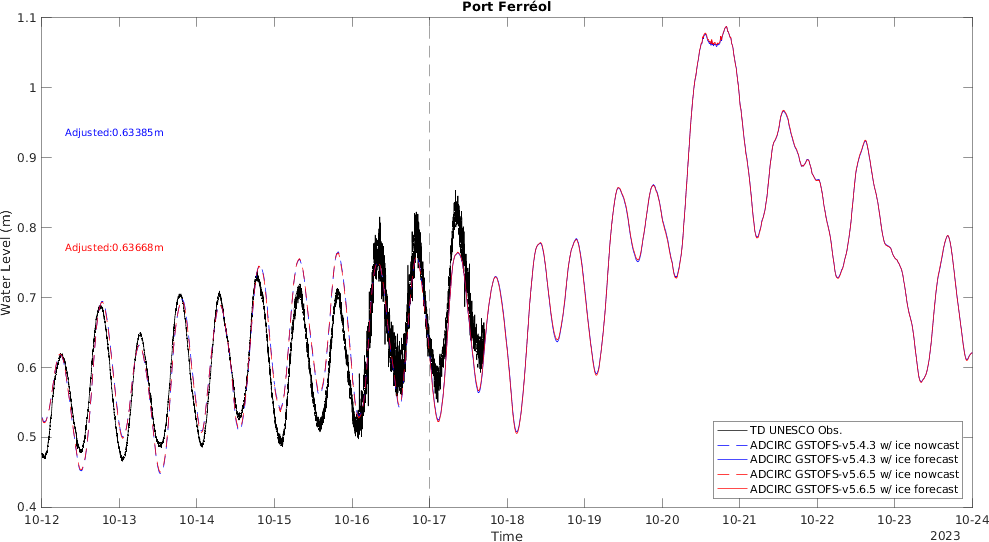 Port Ferréol
Water Level (m)
1.1
1
0.9
0.8
0.7
0.6
0.5
0.4
Adjusted:0.63385m
Adjusted:0.63668m
TD UNESCO Obs.
ADCIRC GSTOFS-v5.4.3 w/ ice nowcast
ADCIRC GSTOFS-v5.4.3 w/ ice forecast
ADCIRC GSTOFS-v5.6.5 w/ ice nowcast
ADCIRC GSTOFS-v5.6.5 w/ ice forecast
10-12 10-13 10-14 10-15 10-16 10-17 10-18 10-19 10-20 10-21 10-22 10-23 10-24
Time
2023